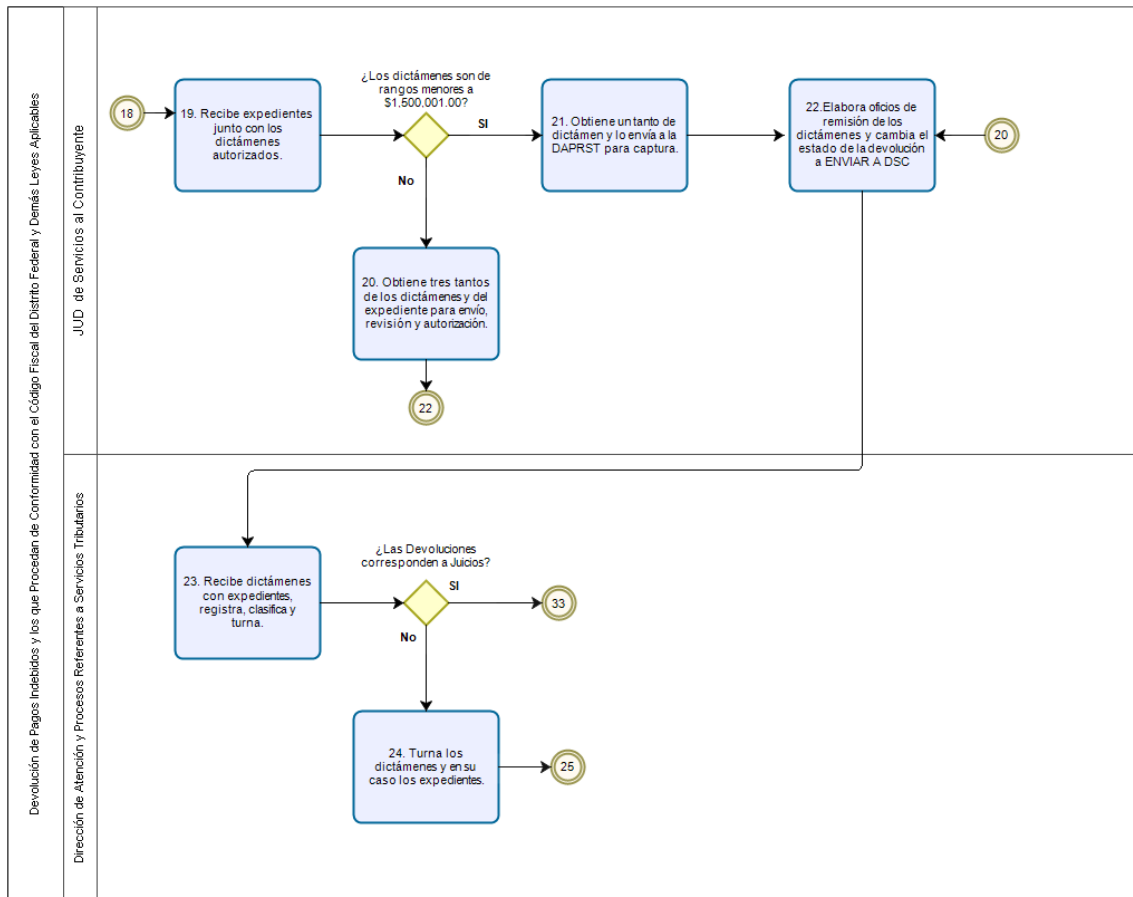 Devolución de Pagos Indebidos y los que Procedan de Conformidad con el Código Fiscal del Distrito Federal y Demás Leyes Aplicables
JUD  de Servicios al Contribuyente
18
19. Recibe expedientes
junto con los
dictámenes
autorizados.
¿Los dictámenes son de
rangos menores a
$1,500,001.00?
SI
No
21. Obtiene un tanto de
dictámen y lo envía a la
DAPRST para captura.
22.Elabora oficios de
remisión de los
dictámenes y cambia el
estado de la devolución
a ENVIAR A DSC
20
20. Obtiene tres tantos
de los dictámenes y del
expediente para envío,
revisión y autorización.
22
Dirección de Atención y Procesos Referentes a Servicios Tributarios
23. Recibe dictámenes
con expedientes,
registra, clasifica y
turna.
¿Las Devoluciones
corresponden a Juicios?
SI
33
No
24. Turna los
dictámenes y en su
caso los expedientes.
25